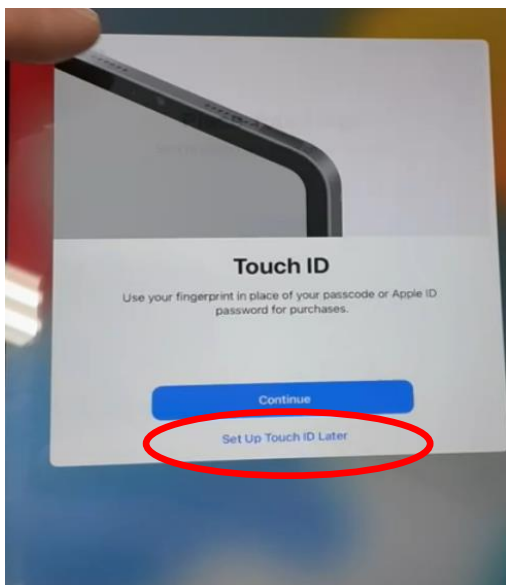 Touch ID
Use your fingerprint in place of your passcode or Apple ID
password for purchases.
Continue
Set Up Touch ID Later